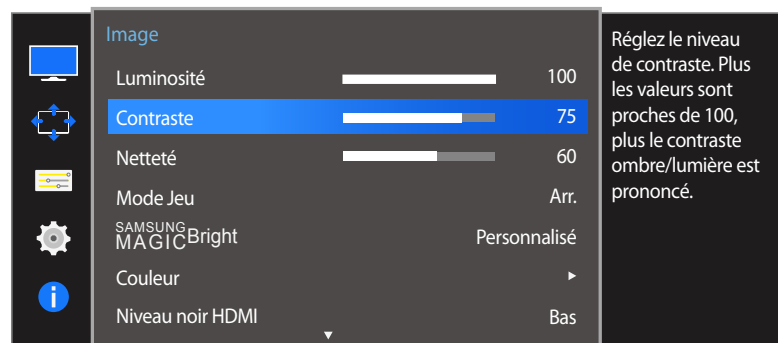 Image
Luminosité 100
Contraste 75
Netteté 60
Mode Jeu Arr.
SAMSUNG
MAGICBright Personnalisé
Couleur
Niveau noir HDMI Bas
Réglez le niveau
de contraste. Plus
les valeurs sont
proches de 100,
plus le contraste
ombre/lumière est
prononcé.